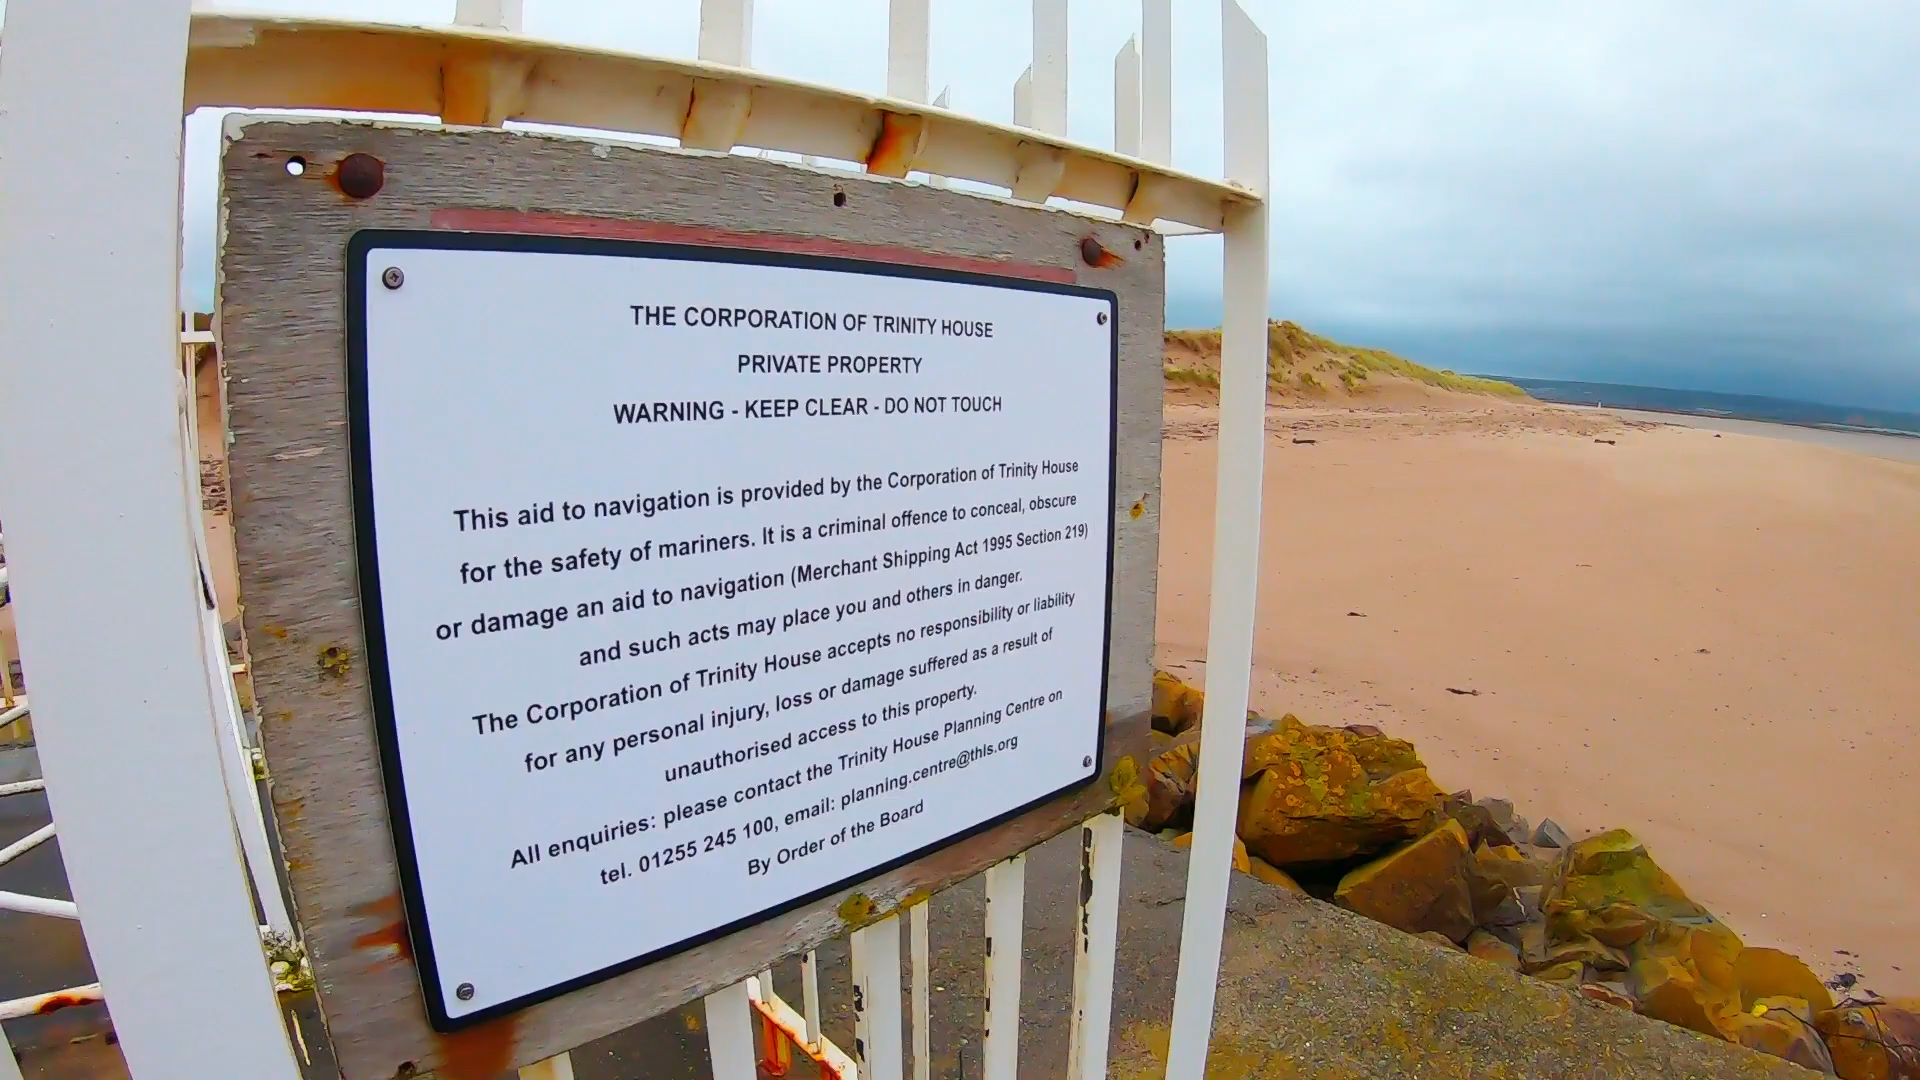 THE CORPORATION OF TRINITY HOUSE
PRIVATE PROPERTY
WARNING - KEEP CLEAR - DO NOT TOUCH
This aid to navigation is provided by the Corporation of Trinity House
for the safety of mariners. It is a criminal offence to conceal, obscure
or damage an aid to navigation (Merchant Shipping Act 1995 Section 219)
and such acts may place you and others in danger.
The Corporation of Trinity House accepts no responsibility or liability
for any personal injury, loss or damage suffered as a result of
unauthorised access to this property.
All enquiries: please contact the Trinity House Planning Centre on
tel. 01255 245 100, email: planning.centre@thls.org
By Order of the Board